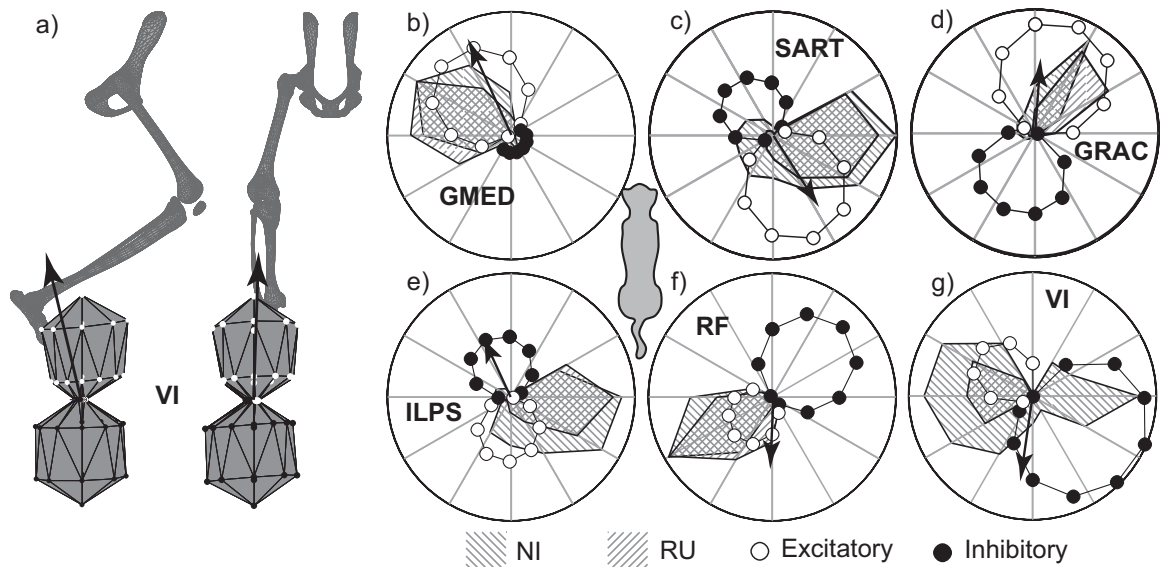 a)
VI
b)
GMED
c)
SART
d)
GRAC
e)
ILPS
f)
RF
g)
VI
NI
RU
Excitatory
Inhibitory